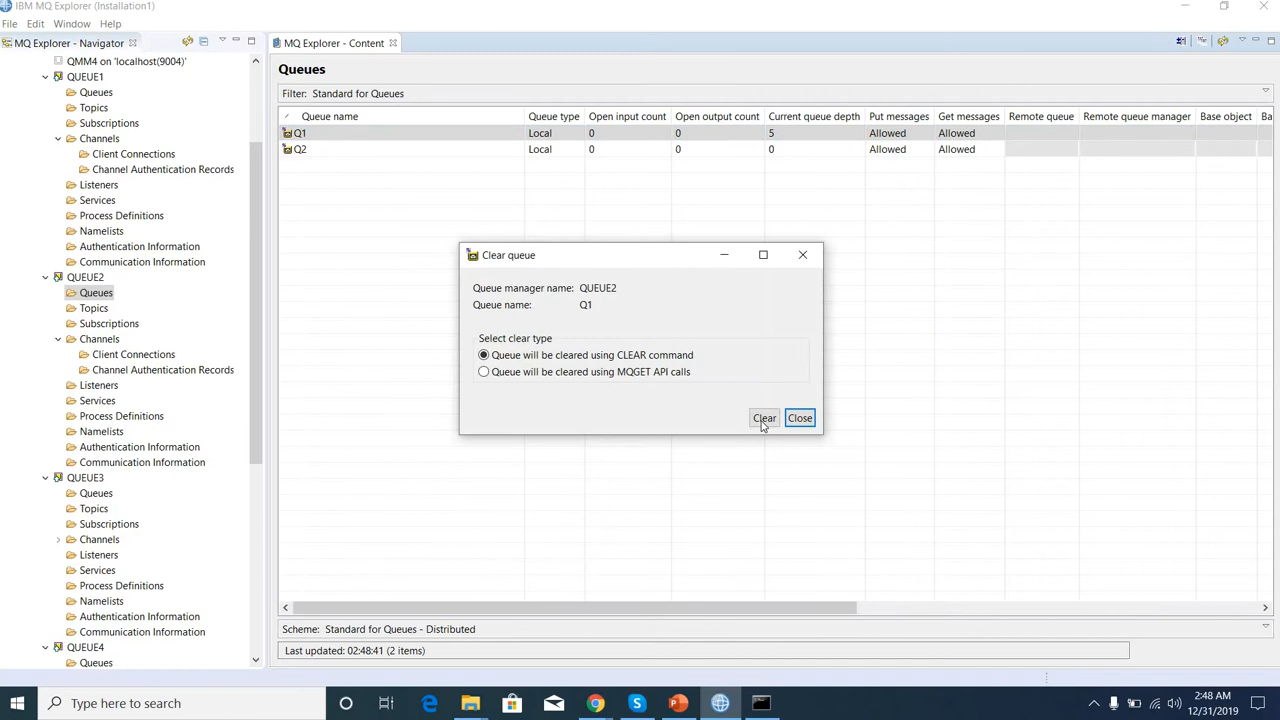 IBM MQ Explorer (Installation1)
File Edit Window Help
MQ Explorer - Navigator
QMM4 on 'localhost(9004)'
QUEUE1
Queues
Topics
Subscriptions
Channels
Client Connections
Channel Authentication Records
Listeners
Services
Process Definitions
Namelists
Authentication Information
Communication Information
QUEUE2
Queues
Topics
Subscriptions
Channels
Client Connections
Channel Authentication Records
Listeners
Services
Process Definitions
Namelists
Authentication Information
Communication Information
QUEUE3
Queues
Topics
Subscriptions
Channels
Listeners
Services
Process Definitions
Namelists
Authentication Information
Communication Information
QUEUE4
Queues
MQ Explorer - Content
Queues
Filter: Standard for Queues
Queue name Queue type Open input count Open output count Current queue depth Put messages Get messages Remote queue Remote queue manager Base object Ba
Q1 Local 0 0 5 Allowed Allowed
Q2 Local 0 0 0 Allowed Allowed
Clear queue
Queue manager name: QUEUE2
Queue name: Q1
Select clear type
Queue will be cleared using CLEAR command
Queue will be cleared using MQGET API calls
Clear Close
Scheme: Standard for Queues - Distributed
Last updated: 02:48:41 (2 items)
Type here to search
2:48 AM
12/31/2019